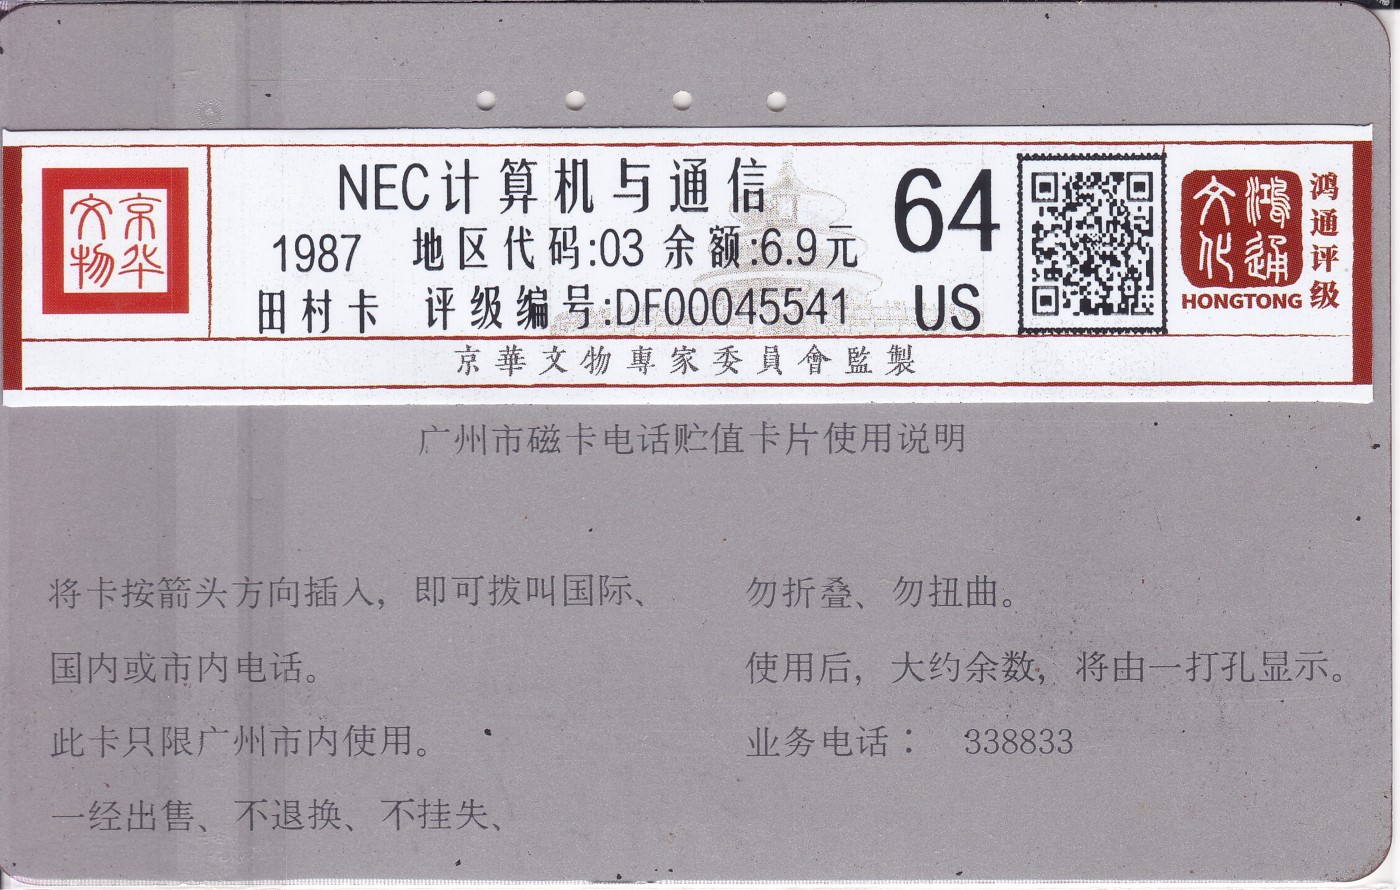 京华文物
NEC计算机与通信
1987 地区代码:03 余额:6.9元
田村卡 评级编号:DF00045541
64
US
鸿通文化
HONGTONG
鸿通评级
京華文物專家委員會監製
广州市磁卡电话贮值卡片使用说明
将卡按箭头方向插入，即可拨叫国际、
国内或市内电话。
此卡只限广州市内使用。
一经出售、不退换、不挂失、
勿折叠、勿扭曲。
使用后，大约余数，将由一打孔显示。
业务电话： 338833